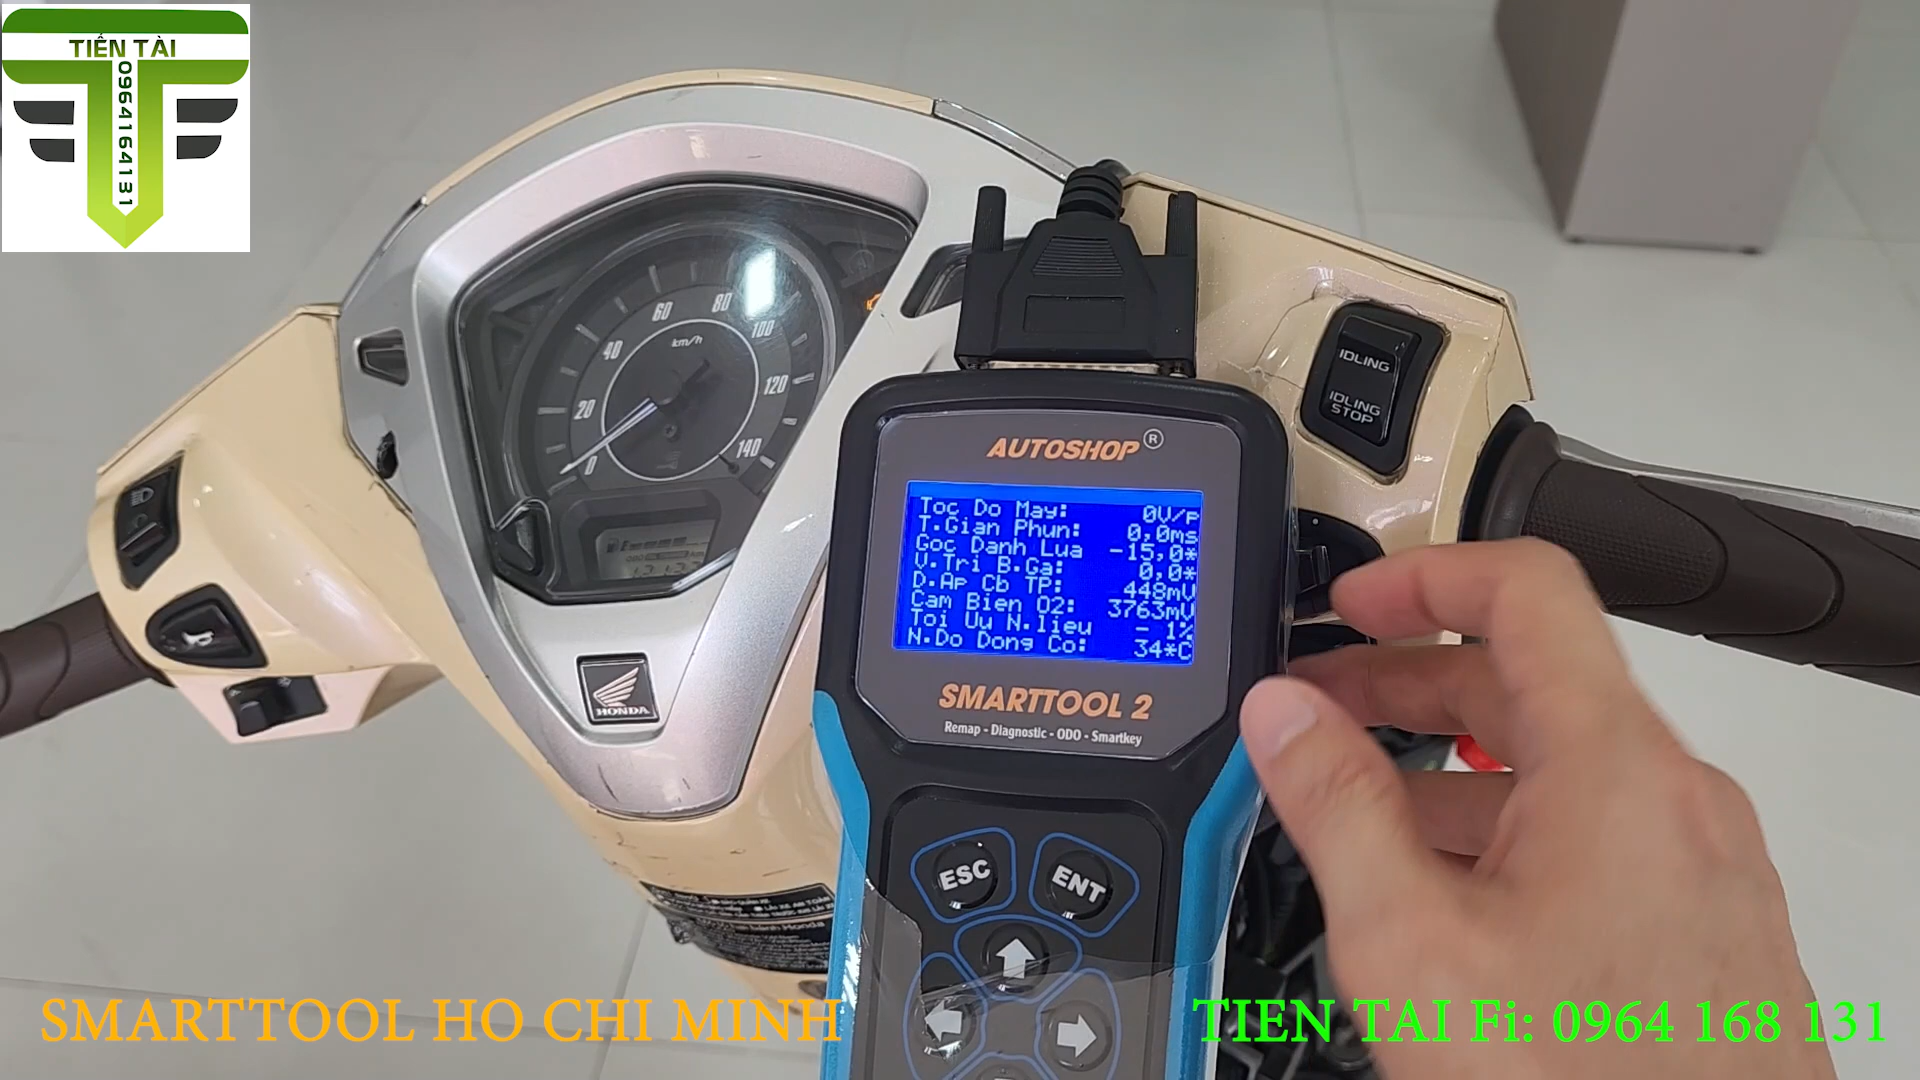 TIẾN TÀI
0964164131
60
80
100
40
km/h
120
20
140
0
IDLING
IDLING
STOP
AUTOSHOP ®
Toc Do May: 0V/p
T.Gian Phun: 0,0ms
Goc Danh Lua -15,0*
V.Tri B.Ga: 0,0*
D.Ap Cb TP: 448mV
Cam Bien O2: 3763mV
Toi Uu N.lieu - 1%
N.Do Dong Co: 34*C
HONDA
SMARTTOOL 2
Remap - Diagnostic - ODO - Smartkey
ESC
ENT
SMARTTOOL HO CHI MINH
TIEN TAI Fi: 0964 168 131